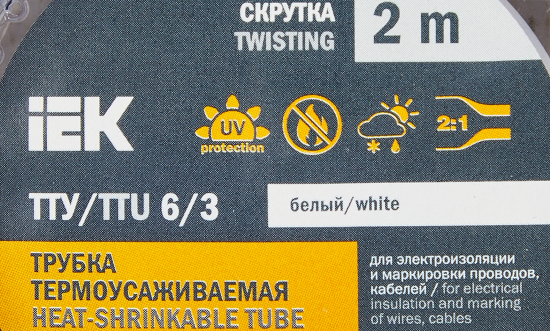 СКРУТКА
TWISTING
2 m
IEK
UV
protection
2:1
ТТУ/TTU 6/3
белый/white
ТРУБКА
ТЕРМОУСАЖИВАЕМАЯ
HEAT-SHRINKABLE TUBE
для электроизоляции
и маркировки проводов,
кабелей / for electrical
insulation and marking
of wires, cables